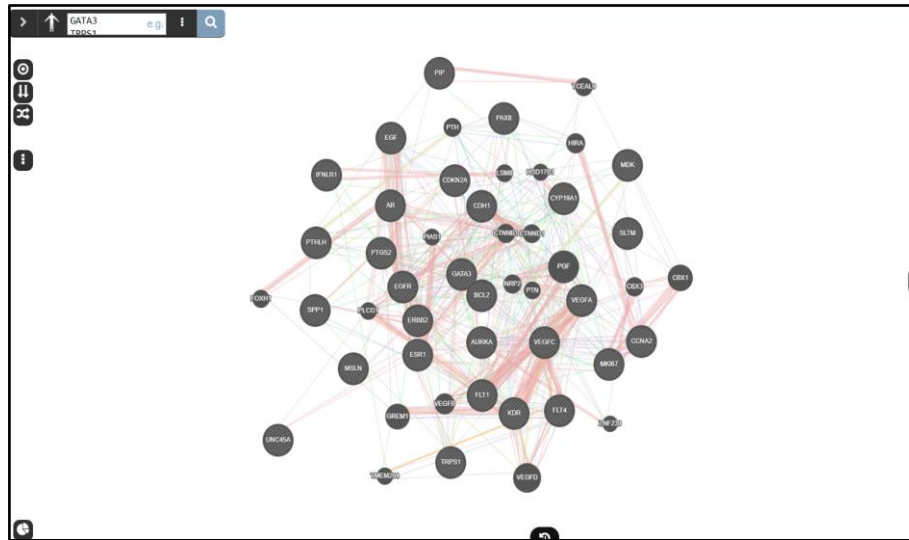 GATA3 e.g.
TRPS1
PIP
TCEAL9
PTH
PAX8
EGF
HIRA
MDK
IFNLR1
CDKN2A
LSM8
CYP19A1
AR
CDH1
PIAS1
SLTM
PTHLH
PTGS2
GATA3
PGF
CBX3
CBX1
EGFR
BCL2
NRP2
PTN
FOXH1
VEGFA
SPP1
ERBB2
ESR1
AURKA
VEGFC
CCNA2
MSLN
MKI67
FLT1
VEGFB
GREM1
KDR
FLT4
UNC45A
TRPS1
VEGFD